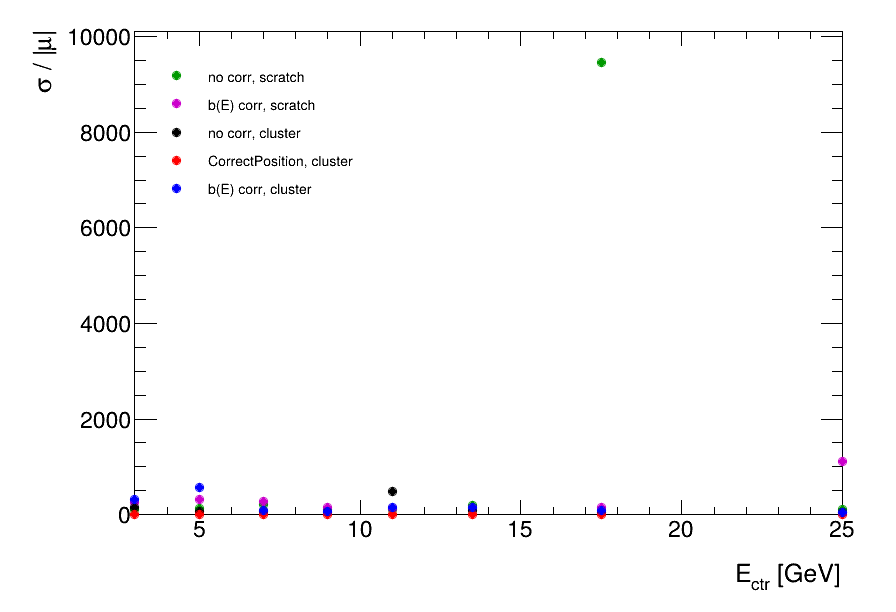 σ / |μ|
10000
8000
6000
4000
2000
0
no corr, scratch
b(E) corr, scratch
no corr, cluster
CorrectPosition, cluster
b(E) corr, cluster
5 10 15 20 25
E_ctr [GeV]